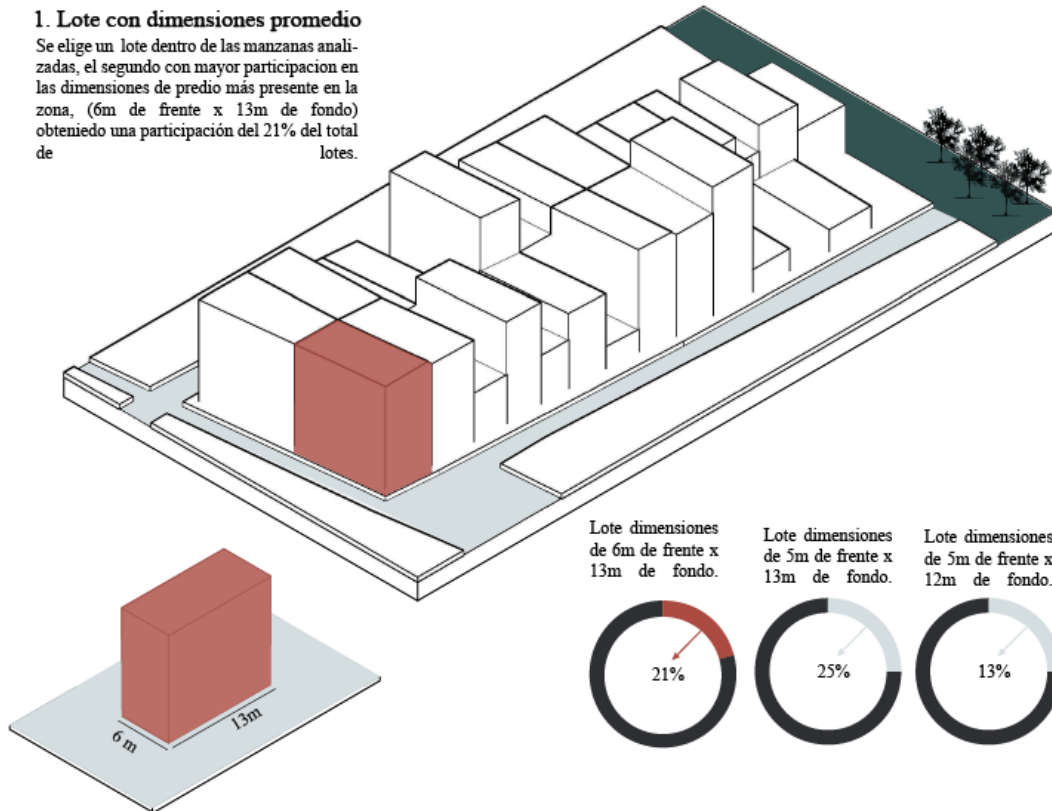 1. Lote con dimensiones promedio
Se elige un lote dentro de las manzanas anali-
zadas, el segundo con mayor participacion en
las dimensiones de predio más presente en la
zona, (6m de frente x 13m de fondo)
obteniedo una participación del 21% del total
de lotes.
Lote dimensiones
de 6m de frente x
13m de fondo.
Lote dimensiones
de 5m de frente x
13m de fondo.
Lote dimensiones
de 5m de frente x
12m de fondo.
21%
25%
13%
6 m
13m